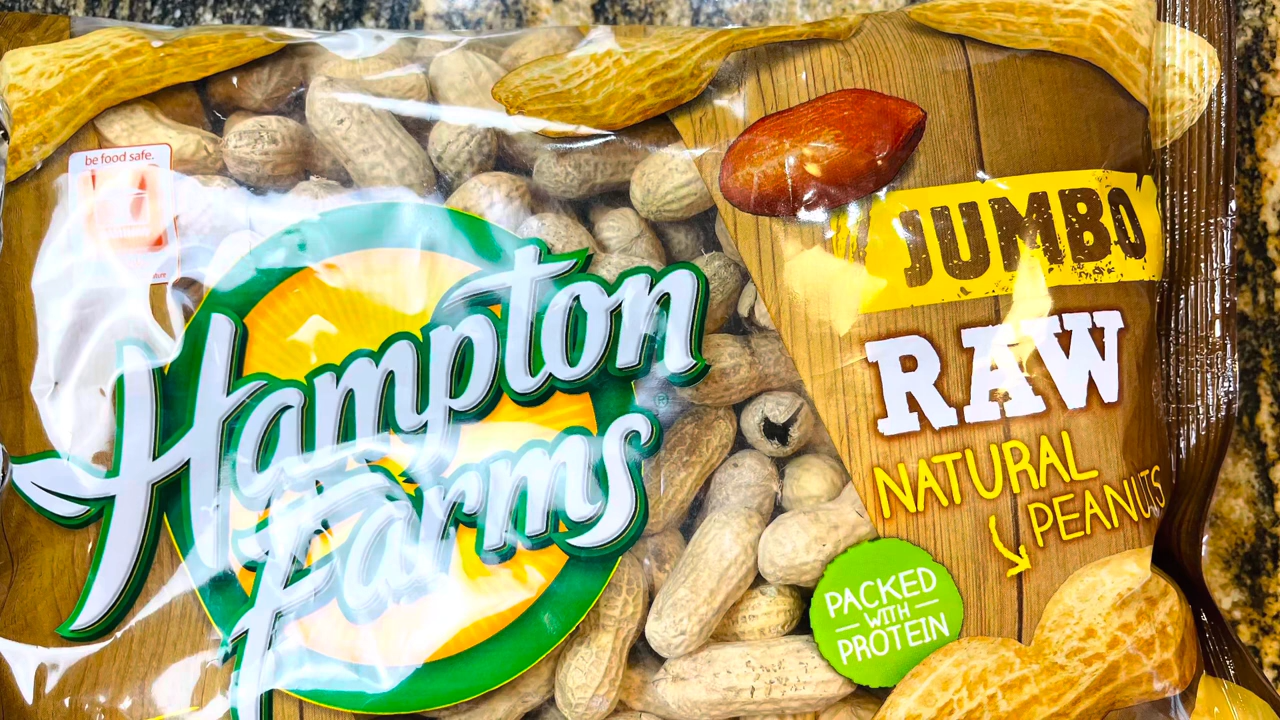 be food safe.
Hampton
Farms
®
JUMBO
RAW
NATURAL
PEANUTS
PACKED
WITH
PROTEIN